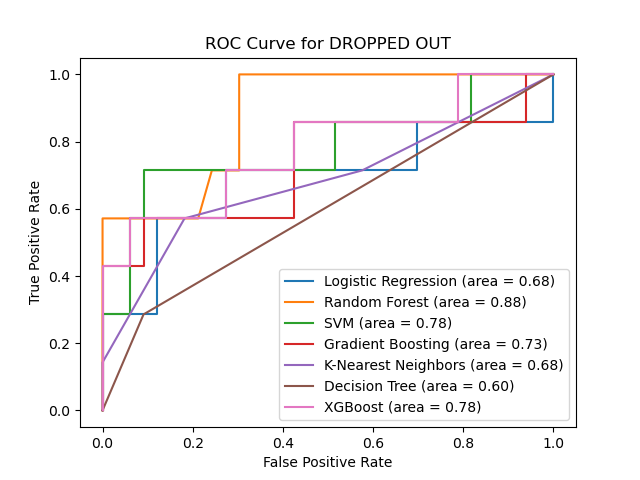 ROC Curve for DROPPED OUT
True Positive Rate
1.0
0.8
0.6
0.4
0.2
0.0
Logistic Regression (area = 0.68)
Random Forest (area = 0.88)
SVM (area = 0.78)
Gradient Boosting (area = 0.73)
K-Nearest Neighbors (area = 0.68)
Decision Tree (area = 0.60)
XGBoost (area = 0.78)
0.0 0.2 0.4 0.6 0.8 1.0
False Positive Rate